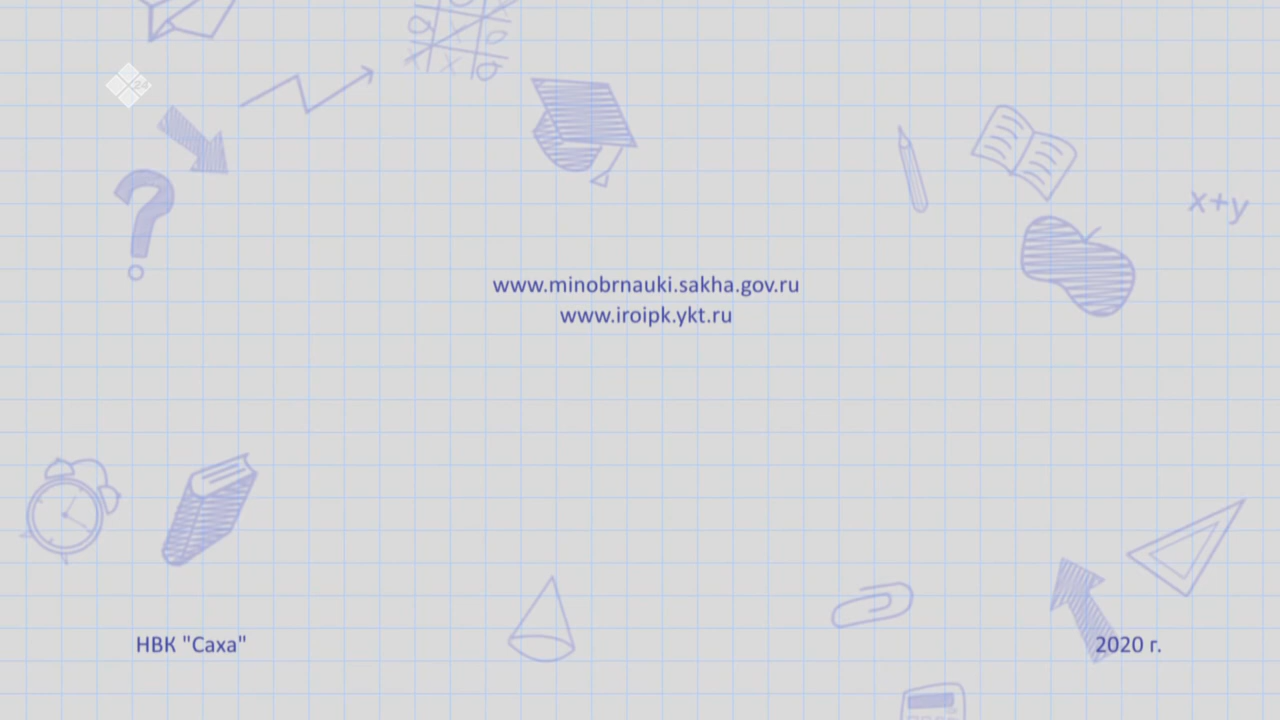 x+y
www.minobrnauki.sakha.gov.ru
www.iroipk.ykt.ru
НВК "Саха"
2020 г.